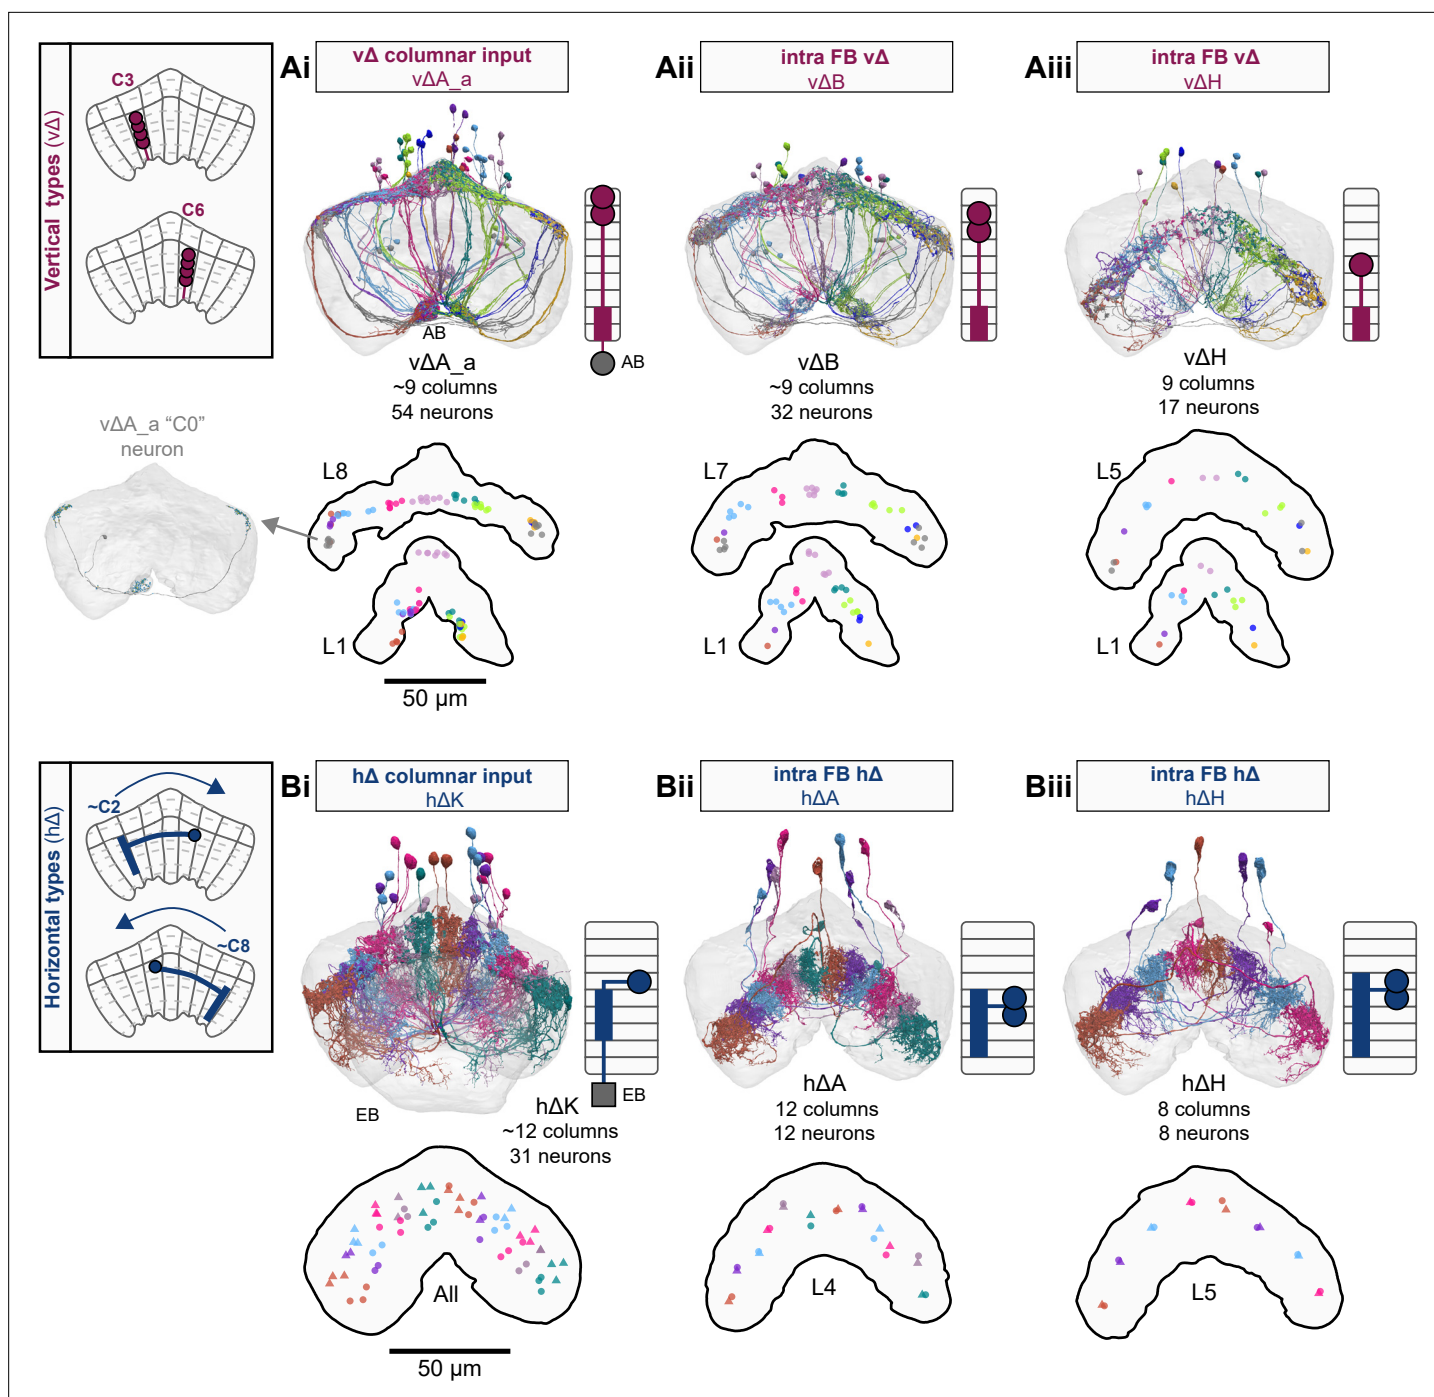 Vertical types (vΔ)
C3
C6
Ai
vΔ columnar input
vΔA_a
AB
AB
vΔA_a
~9 columns
54 neurons
vΔA_a “C0”
neuron
L8
L1
50 µm
Aii
intra FB vΔ
vΔB
vΔB
~9 columns
32 neurons
L7
L1
Aiii
intra FB vΔ
vΔH
vΔH
9 columns
17 neurons
L5
L1
Horizontal types (hΔ)
~C2
~C8
Bi
hΔ columnar input
hΔK
EB
EB
hΔK
~12 columns
31 neurons
All
50 µm
Bii
intra FB hΔ
hΔA
hΔA
12 columns
12 neurons
L4
Biii
intra FB hΔ
hΔH
hΔH
8 columns
8 neurons
L5